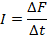 I = ΔF / Δt